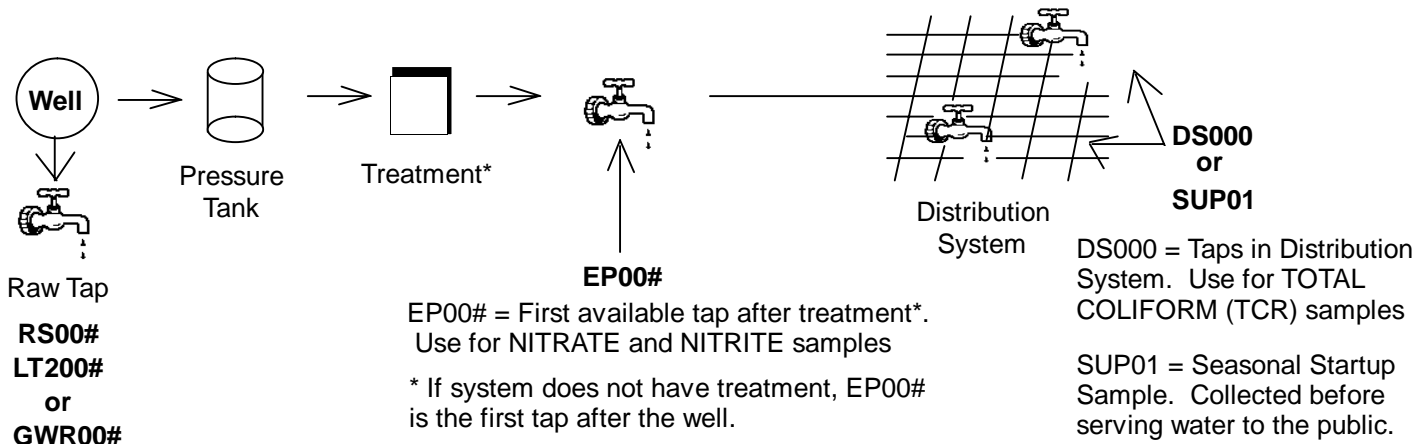 Well
Pressure
Tank
Treatment*
Raw Tap
RS00#
LT200#
or
GWR00#
EP00#
EP00# = First available tap after treatment*.
Use for NITRATE and NITRITE samples
* If system does not have treatment, EP00#
is the first tap after the well.
Distribution
System
DS000
or
SUP01
DS000 = Taps in Distribution
System. Use for TOTAL
COLIFORM (TCR) samples
SUP01 = Seasonal Startup
Sample. Collected before
serving water to the public.